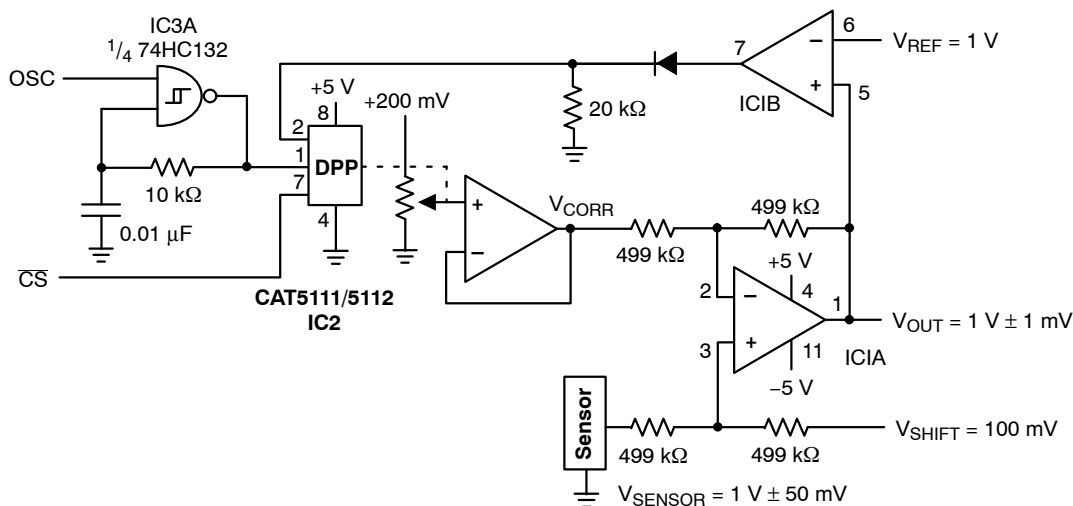 IC3A
1/4 74HC132
OSC
+5 V
8
+200 mV
2
1
7
DPP
4
10 kΩ
0.01 μF
CS
CAT5111/5112
IC2
20 kΩ
7
ICIB
6
5
VREF = 1 V
+
−
VCORR
499 kΩ
499 kΩ
+5 V
4
2
3
1
11
−5 V
ICIA
VOUT = 1 V ± 1 mV
Sensor
499 kΩ
499 kΩ
VSHIFT = 100 mV
VSENSOR = 1 V ± 50 mV